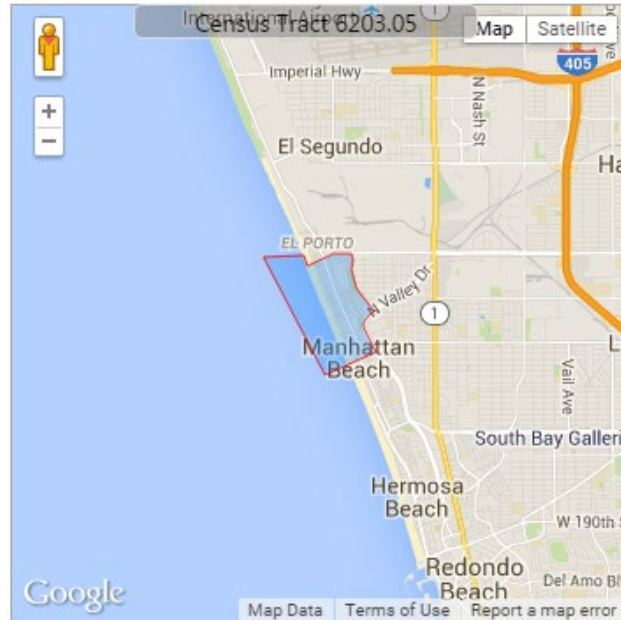 International Airport
Census Tract 6203.05
1
Map
Satellite
405
Imperial Hwy
N Nash St
El Segundo
Ha
EL PORTO
N Valley Dr
1
Manhattan
Beach
L
Vail Ave
South Bay Galleri
Hermosa
Beach
W 190th S
Redondo
Beach
Del Amo Bl
Google
Map Data
Terms of Use
Report a map error